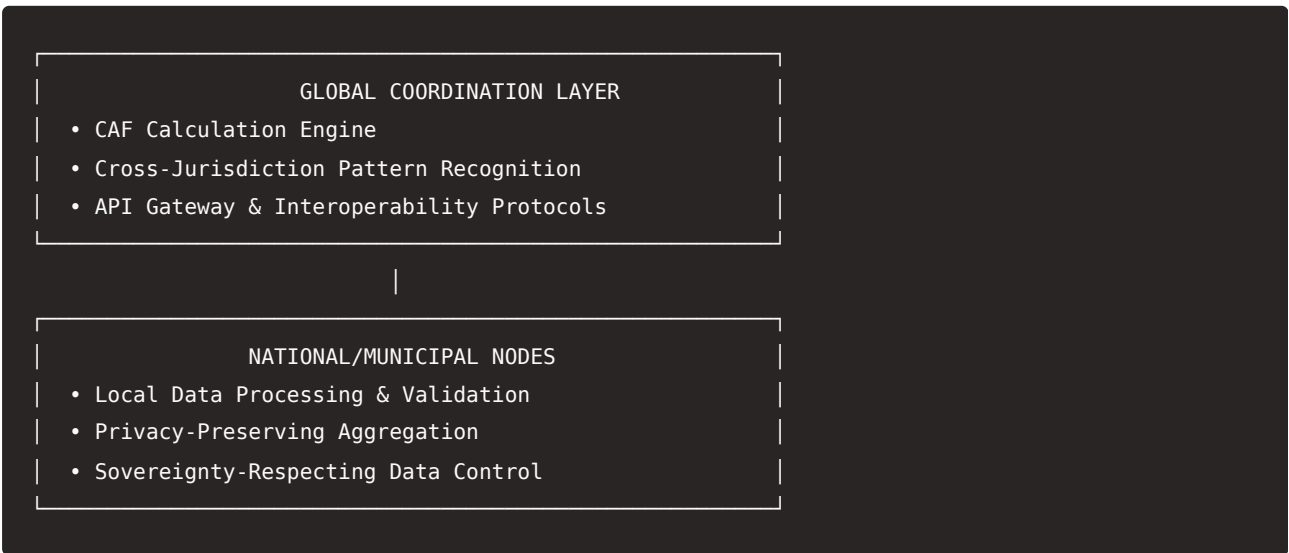 GLOBAL COORDINATION LAYER
• CAF Calculation Engine
• Cross-Jurisdiction Pattern Recognition
• API Gateway & Interoperability Protocols
NATIONAL/MUNICIPAL NODES
• Local Data Processing & Validation
• Privacy-Preserving Aggregation
• Sovereignty-Respecting Data Control